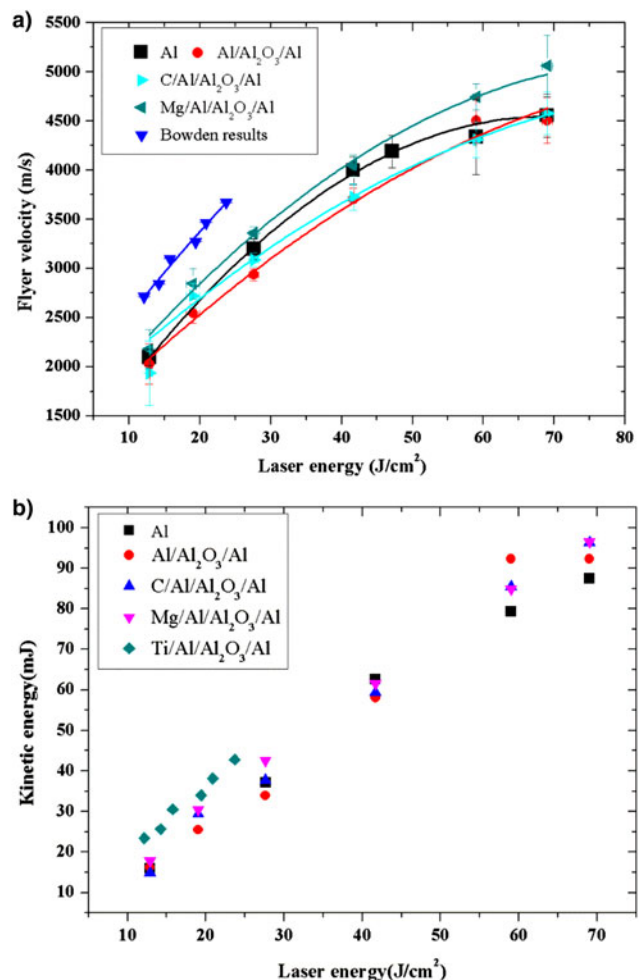 a)
5500
5000
4500
4000
3500
3000
2500
2000
1500
Flyer velocity (m/s)
Al Al/Al₂O₃/Al
C/Al/Al₂O₃/Al
Mg/Al/Al₂O₃/Al
Bowden results
10 20 30 40 50 60 70 80
Laser energy (J/cm²)
b)
100
90
80
70
60
50
40
30
20
10
Kinetic energy(mJ)
Al
Al/Al₂O₃/Al
C/Al/Al₂O₃/Al
Mg/Al/Al₂O₃/Al
Ti/Al/Al₂O₃/Al
10 20 30 40 50 60 70
Laser energy(J/cm²)